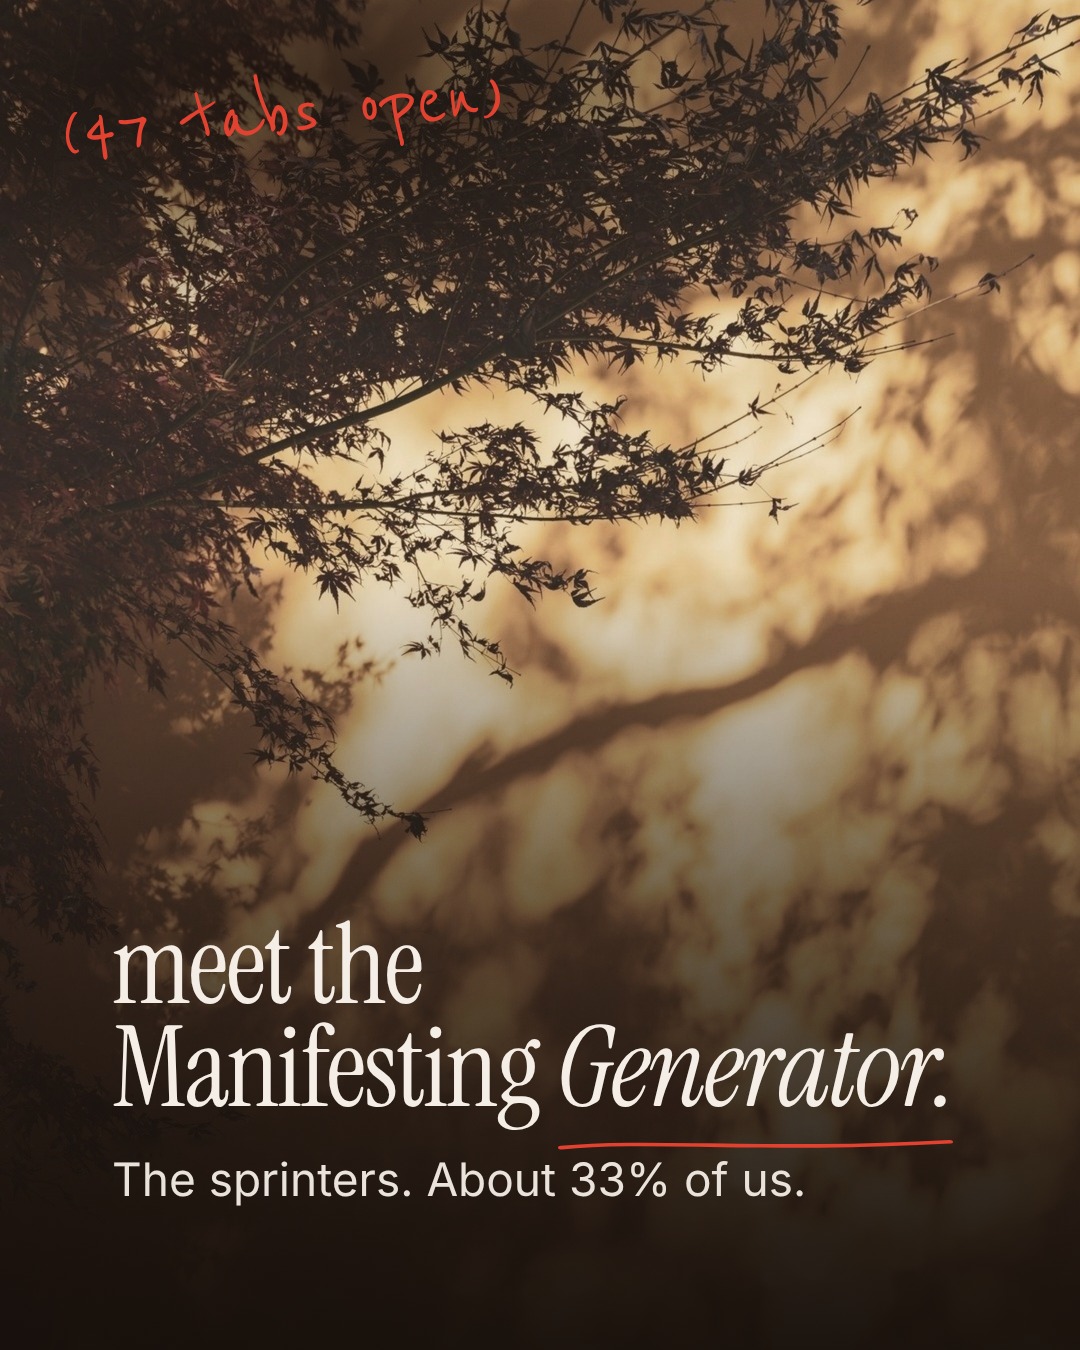 (47 tabs open)
meet the
Manifesting Generator.
The sprinters. About 33% of us.